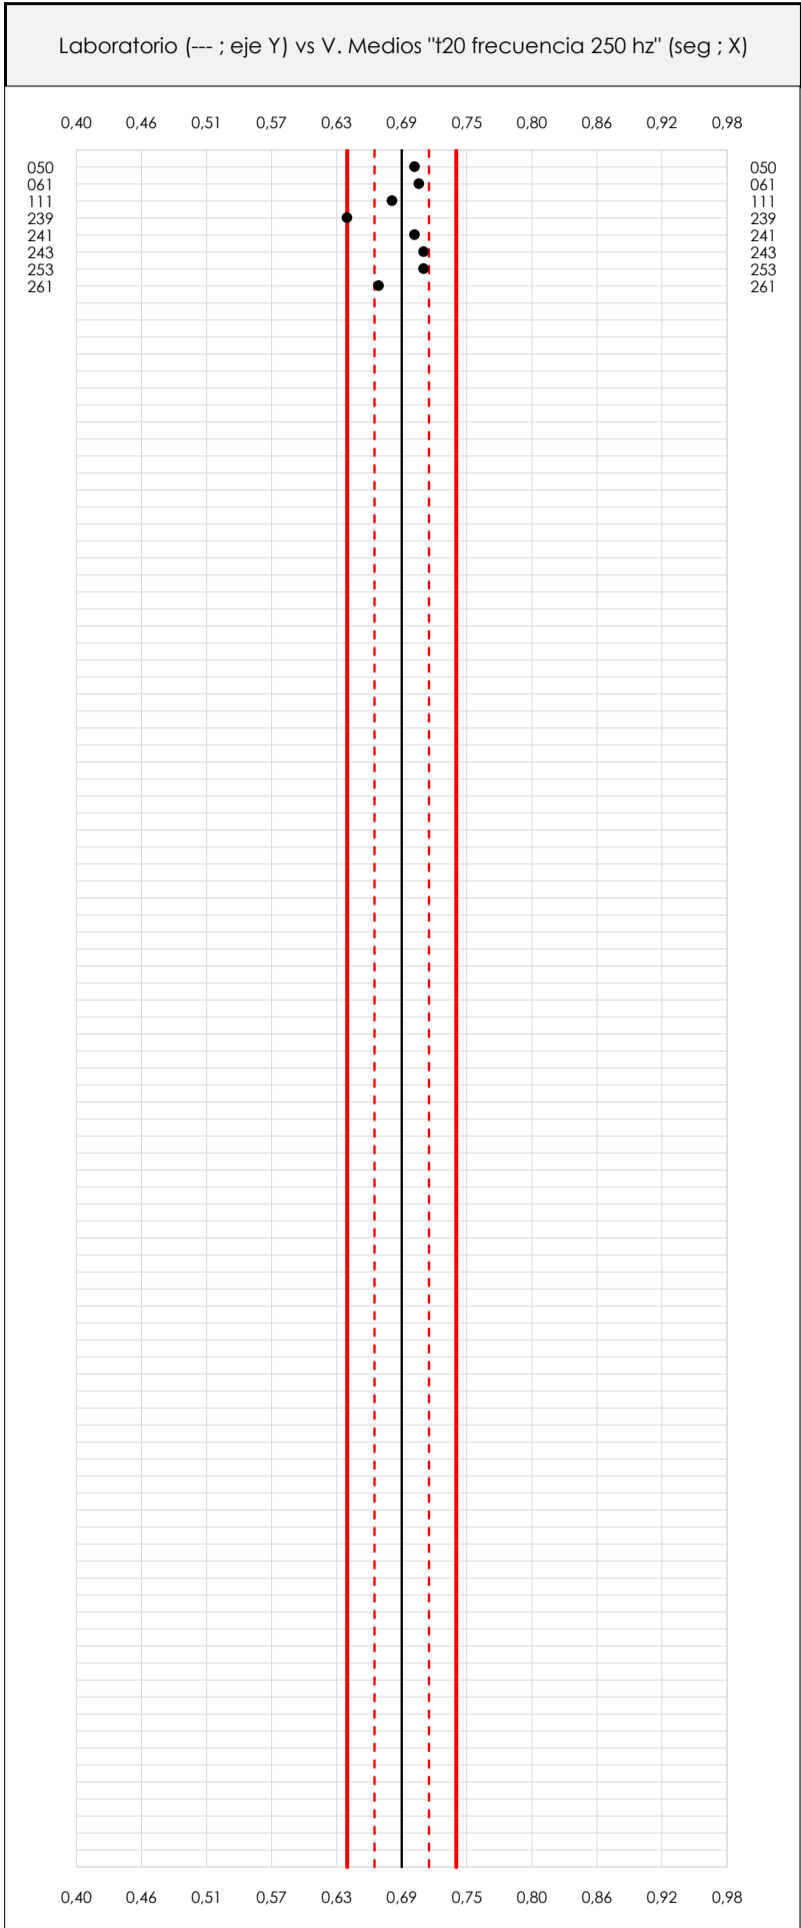 Laboratorio (--- ; eje Y) vs V. Medios "t20 frecuencia 250 hz" (seg ; X)
0,40 0,46 0,51 0,57 0,63 0,69 0,75 0,80 0,86 0,92 0,98
050 050
061 061
111 111
239 239
241 241
243 243
253 253
261 261
0,40 0,46 0,51 0,57 0,63 0,69 0,75 0,80 0,86 0,92 0,98